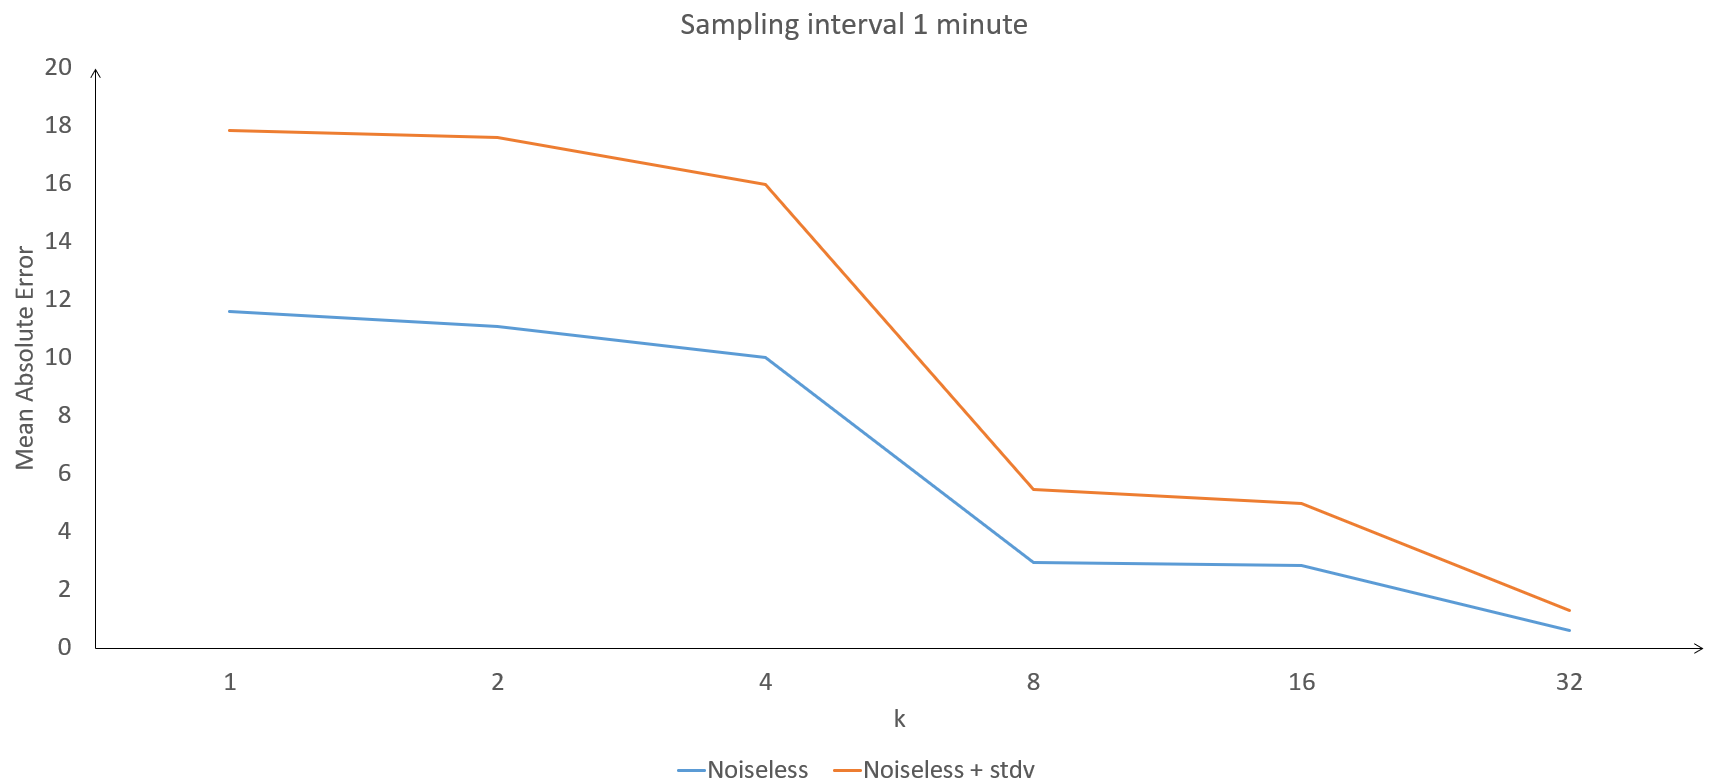 Sampling interval 1 minute
20
18
16
14
12
10
8
6
4
2
0
Mean Absolute Error
1 2 4 8 16 32
k
Noiseless Noiseless + stdv